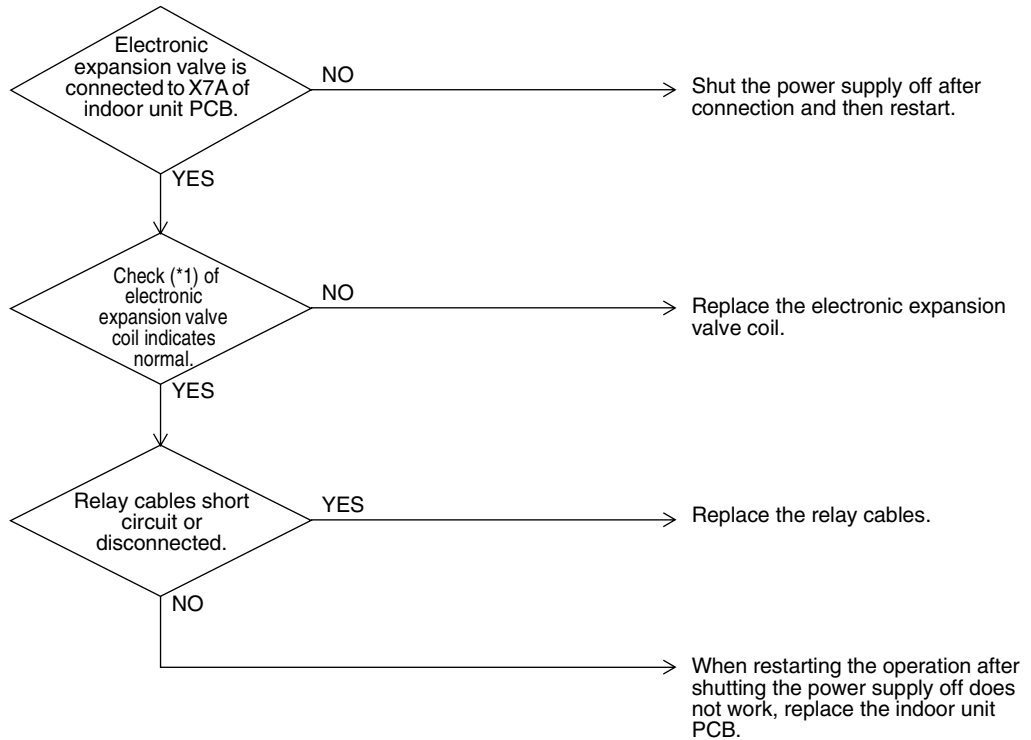 Electronic
expansion valve is
connected to X7A of
indoor unit PCB.
NO
Shut the power supply off after
connection and then restart.
YES
Check (*1) of
electronic
expansion valve
coil indicates
normal.
NO
Replace the electronic expansion
valve coil.
YES
Relay cables short
circuit or
disconnected.
YES
Replace the relay cables.
NO
When restarting the operation after
shutting the power supply off does
not work, replace the indoor unit
PCB.